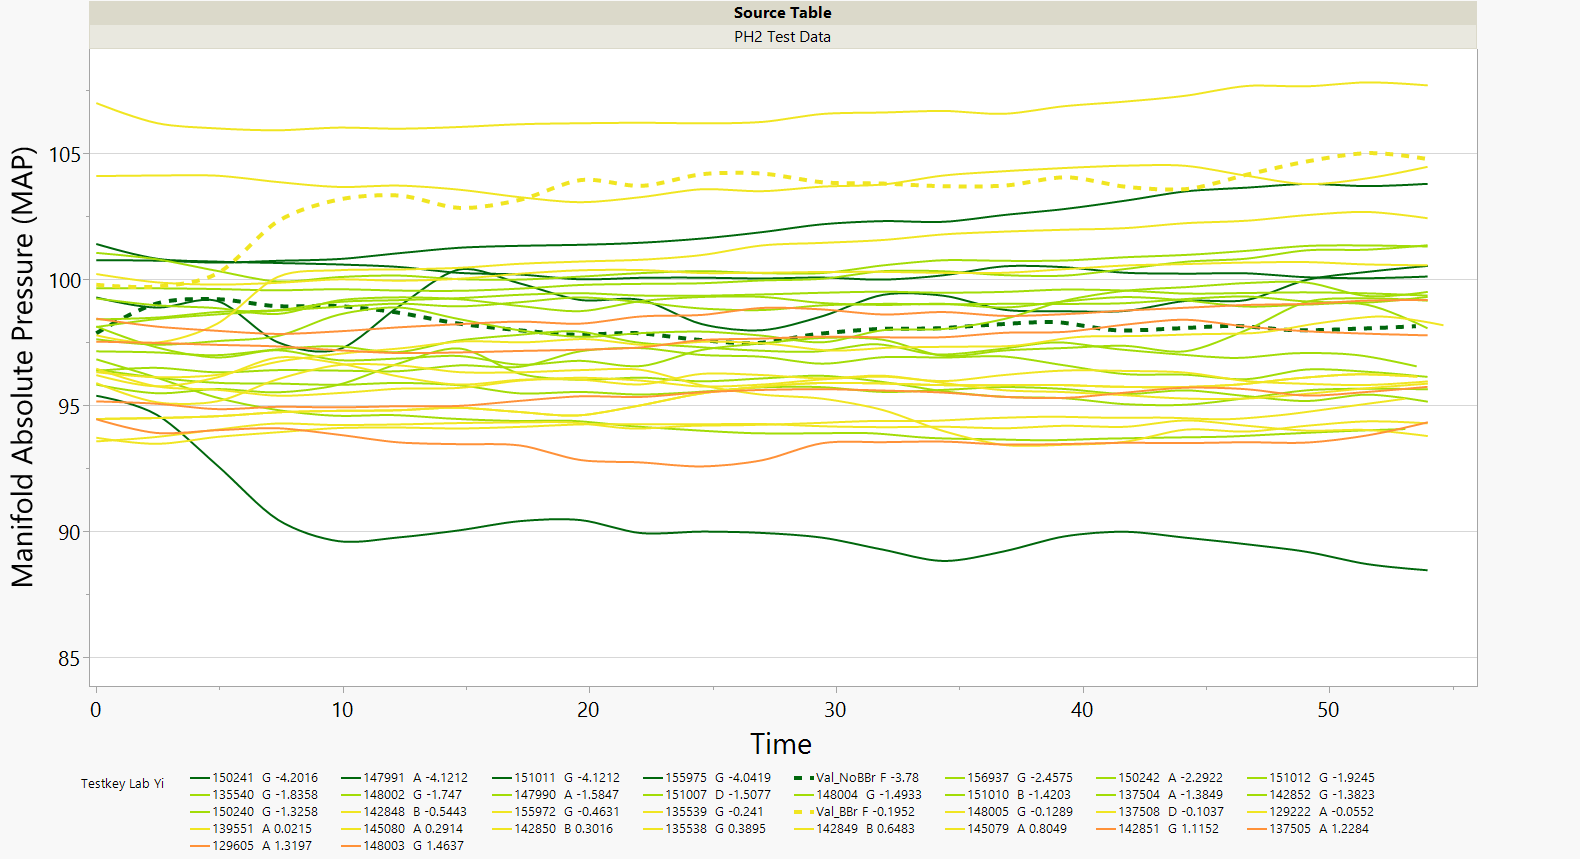 Source Table
PH2 Test Data
Manifold Absolute Pressure (MAP)
105
100
95
90
85
0 10 20 30 40 50
Time
Testkey Lab Yi
150241 G -4.2016 147991 A -4.1212 151011 G -4.1212 155975 G -4.0419 Val_NoBBr F -3.78 156937 G -2.4575 150242 A -2.2922 151012 G -1.9245
135540 G -1.8358 148002 G -1.747 147990 A -1.5847 151007 D -1.5077 148004 G -1.4933 151010 B -1.4203 137504 A -1.3849 142852 G -1.3823
150240 G -1.3258 142848 B -0.5443 155972 G -0.4631 135539 G -0.241 Val_BBr F -0.1952 148005 G -0.1289 137508 D -0.1037 129222 A -0.0552
139551 A 0.0215 145080 A 0.2914 142850 B 0.3016 135538 G 0.3895 142849 B 0.6483 145079 A 0.8049 142851 G 1.1152 137505 A 1.2284
129605 A 1.3197 148003 G 1.4637